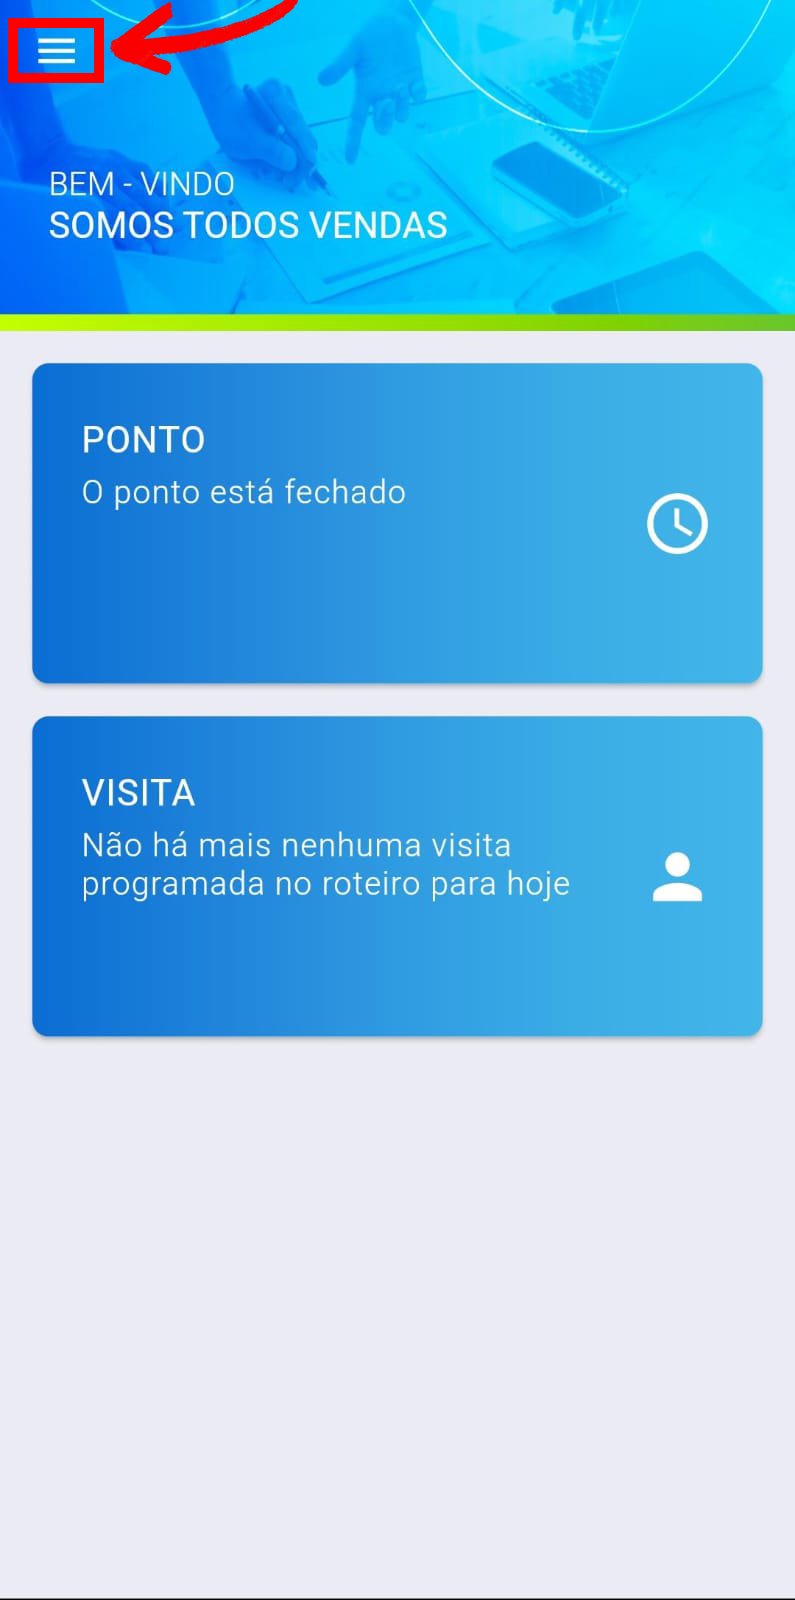 BEM - VINDO
SOMOS TODOS VENDAS
PONTO
O ponto está fechado
VISITA
Não há mais nenhuma visita
programada no roteiro para hoje